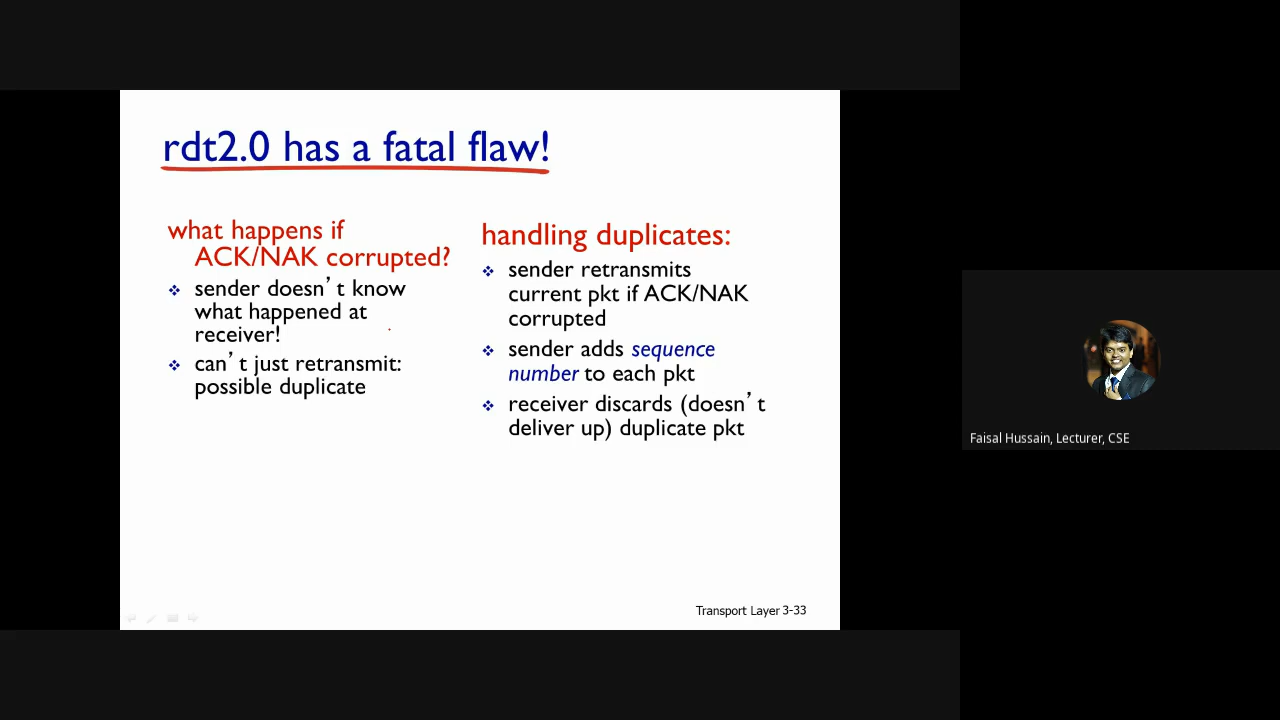 rdt2.0 has a fatal flaw!
what happens if
ACK/NAK corrupted?
sender doesn’t know
what happened at
receiver!
can’t just retransmit:
possible duplicate
handling duplicates:
sender retransmits
current pkt if ACK/NAK
corrupted
sender adds sequence
number to each pkt
receiver discards (doesn’t
deliver up) duplicate pkt
Transport Layer 3-33
Faisal Hussain, Lecturer, CSE